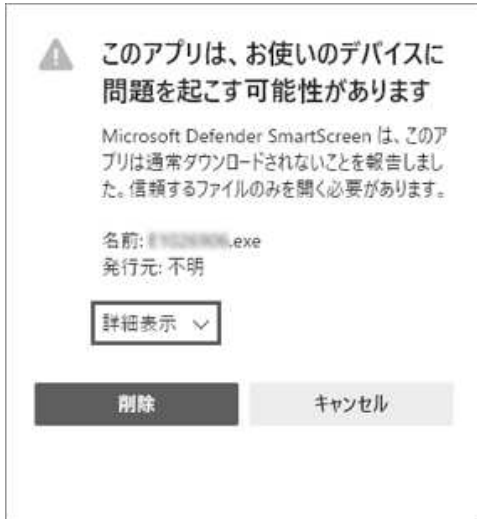 このアプリは、お使いのデバイスに
問題を起こす可能性があります
Microsoft Defender SmartScreen は、このア
プリは通常ダウンロードされないことを報告しまし
た。信頼するファイルのみを開く必要があります。
名前: .exe
発行元: 不明
詳細表示
削除
キャンセル